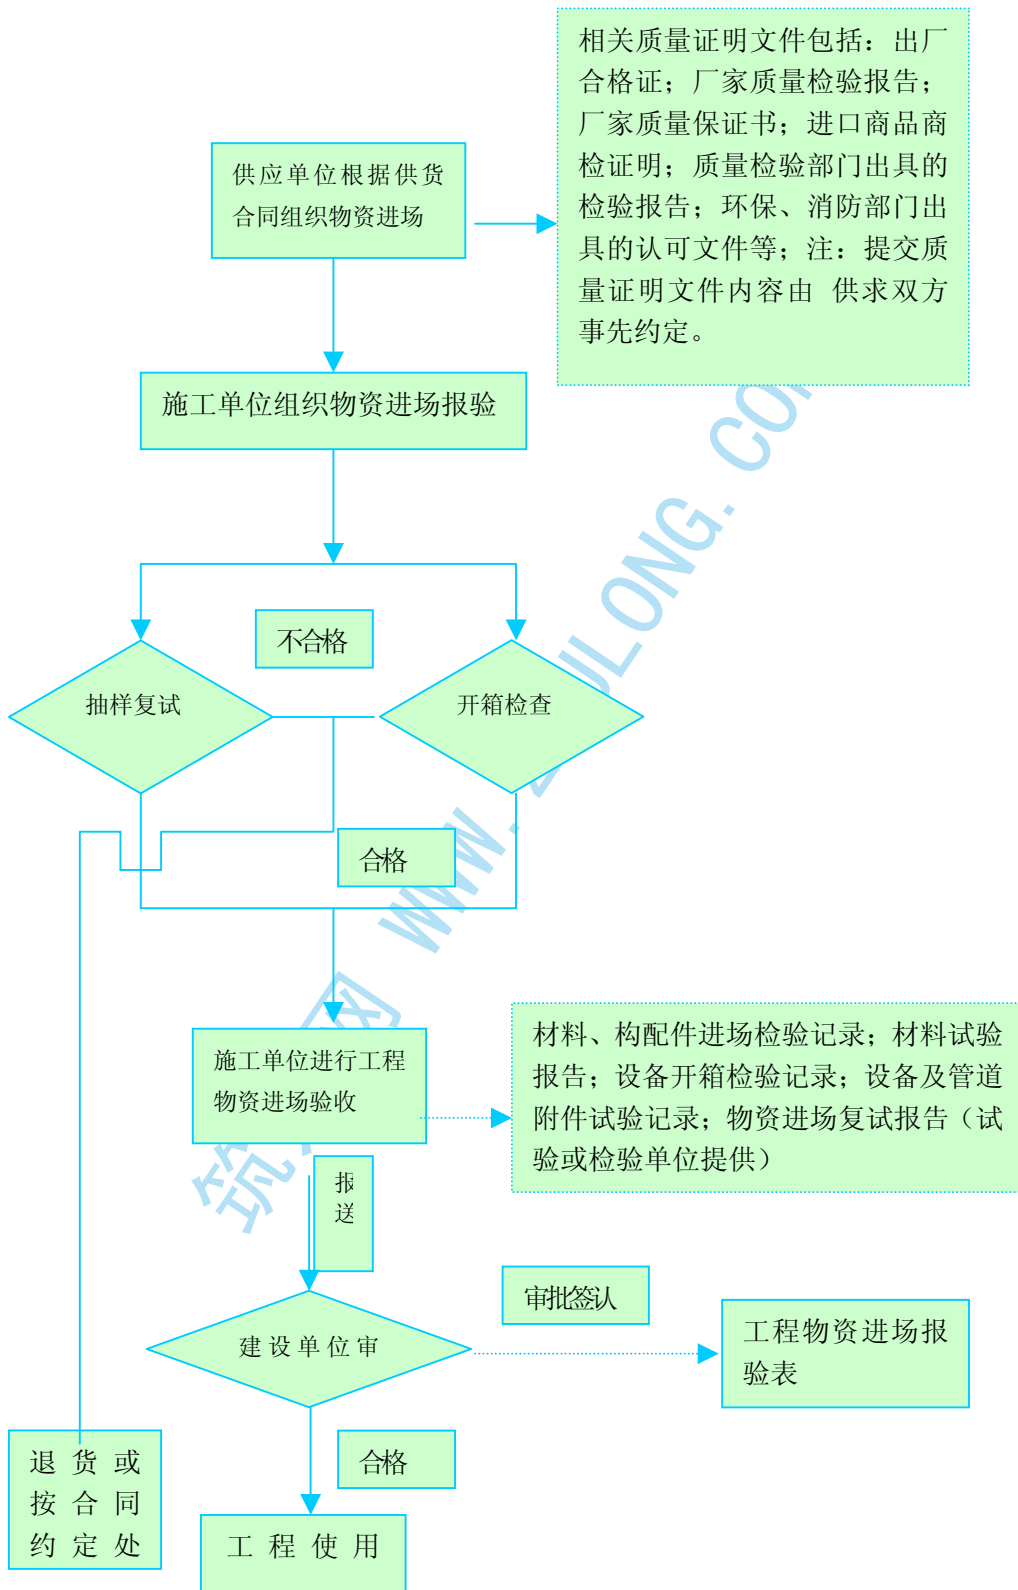 相关质量证明文件包括：出厂
合格证；厂家质量检验报告；
厂家质量保证书；进口商品商
检证明；质量检验部门出具的
检验报告；环保、消防部门出
具的认可文件等；注：提交质
量证明文件内容由 供求双方
事先约定。
供应单位根据供货
合同组织物资进场
施工单位组织物资进场报验
不合格
抽样复试
开箱检查
合格
施工单位进行工程
物资进场验收
材料、构配件进场检验记录；材料试验
报告；设备开箱检验记录；设备及管道
附件试验记录；物资进场复试报告（试
验或检验单位提供）
报
送
审批签认
建设单位审
工程物资进场报
验表
合格
退货或
按合同
约定处
工程使用